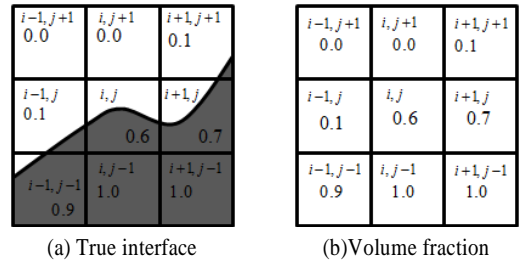 i−1, j+1 i, j+1 i+1, j+1
0.0 0.0 0.1
i−1, j i, j i+1, j
0.1 0.6 0.7
i−1, j−1 i, j−1 i+1, j−1
0.9 1.0 1.0
(a) True interface
i−1, j+1 i, j+1 i+1, j+1
0.0 0.0 0.1
i−1, j i, j i+1, j
0.1 0.6 0.7
i−1, j−1 i, j−1 i+1, j−1
0.9 1.0 1.0
(b)Volume fraction